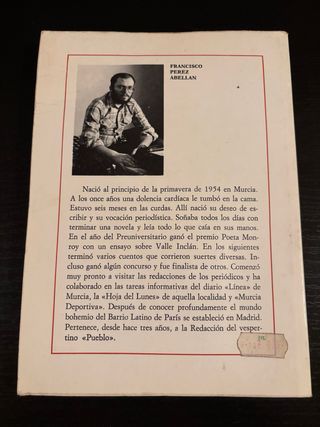 FRANCISCO
PEREZ
ABELLAN
Nació al principio de la primavera de 1954 en Murcia.
A los once años una dolencia cardíaca le tumbó en la cama.
Estuvo seis meses en las cuerdas. Allí nació su deseo de es-
cribir y su vocación periodística. Soñaba todos los días con
terminar una novela y leía todo lo que caía en sus manos.
En el año del Preuniversitario ganó el premio Poeta Mon-
roy con un ensayo sobre Valle Inclán. En los siguientes
terminó varios cuentos que corrieron suertes diversas. In-
cluso ganó algún concurso y fue finalista de otros. Comenzó
muy pronto a visitar las redacciones de los periódicos y ha
colaborado en las tareas informativas del diario «Línea» de
Murcia, la «Hoja del Lunes» de aquella localidad y «Murcia
Deportiva». Después de conocer profundamente el mundo
bohemio del Barrio Latino de París se estableció en Madrid.
Pertenece, desde hace tres años, a la Redacción del vesper-
tino «Pueblo».